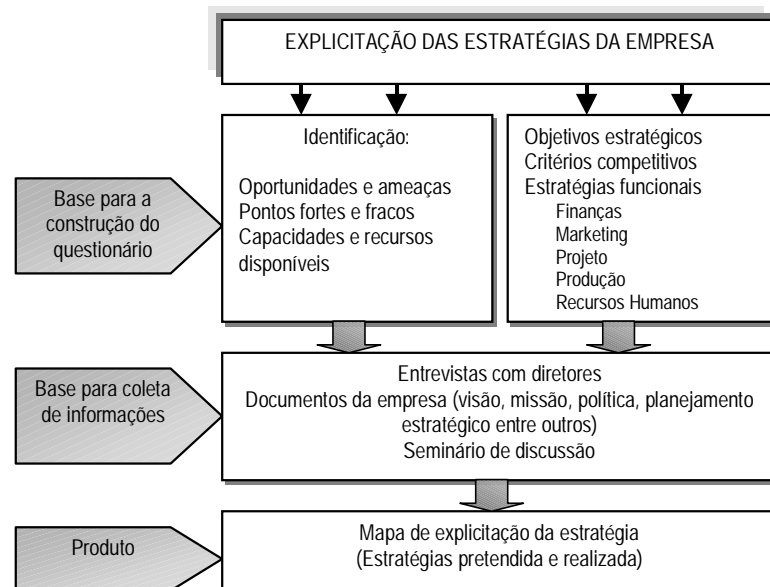 EXPLICITAÇÃO DAS ESTRATÉGIAS DA EMPRESA
Base para a
construção do
questionário
Identificação:
Oportunidades e ameaças
Pontos fortes e fracos
Capacidades e recursos
disponíveis
Objetivos estratégicos
Critérios competitivos
Estratégias funcionais
Finanças
Marketing
Projeto
Produção
Recursos Humanos
Base para coleta
de informações
Entrevistas com diretores
Documentos da empresa (visão, missão, política, planejamento
estratégico entre outros)
Seminário de discussão
Produto
Mapa de explicitação da estratégia
(Estratégias pretendida e realizada)